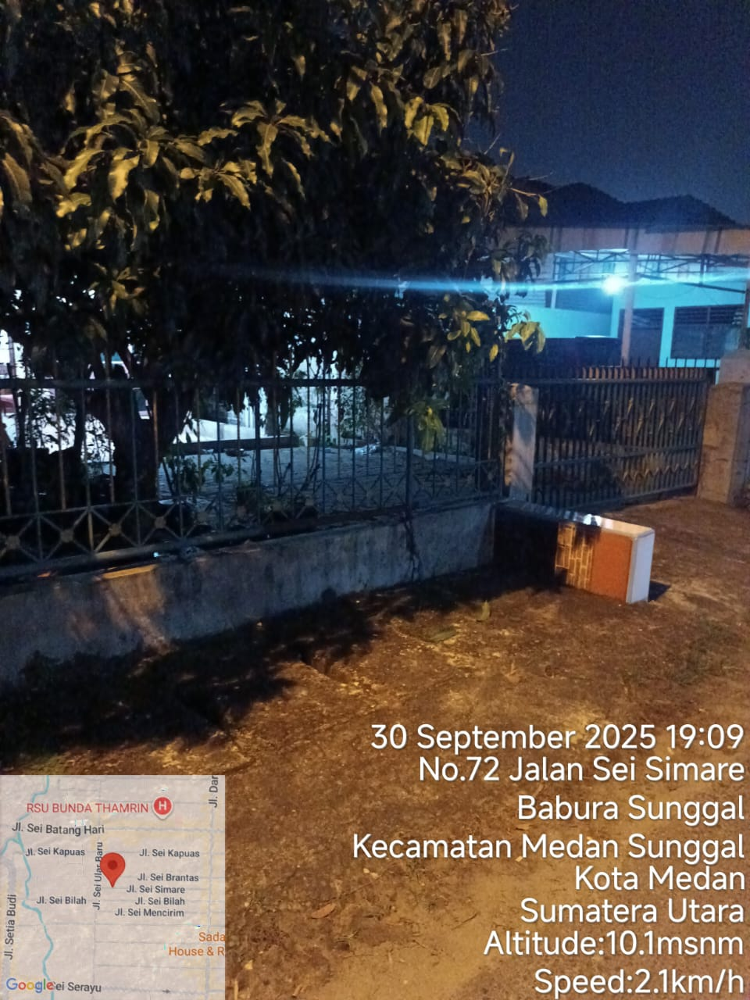 30 September 2025 19:09
No.72 Jalan Sei Simare
Babura Sunggal
Kecamatan Medan Sunggal
Kota Medan
Sumatera Utara
Altitude:10.1msnm
Speed:2.1km/h
RSU BUNDA THAMRIN
H
Jl. Dar
Jl. Sei Batang Hari
Jl. Sei Kapuas
Jl. Sei Kapuas
Jl. Sei Ular Baru
Jl. Sei Brantas
Jl. Sei Simare
Jl. Sei Bilah
Jl. Sei Bilah
Jl. Sei Mencirim
Jl. Setia Budi
Sada
House & R
Google
ei Serayu